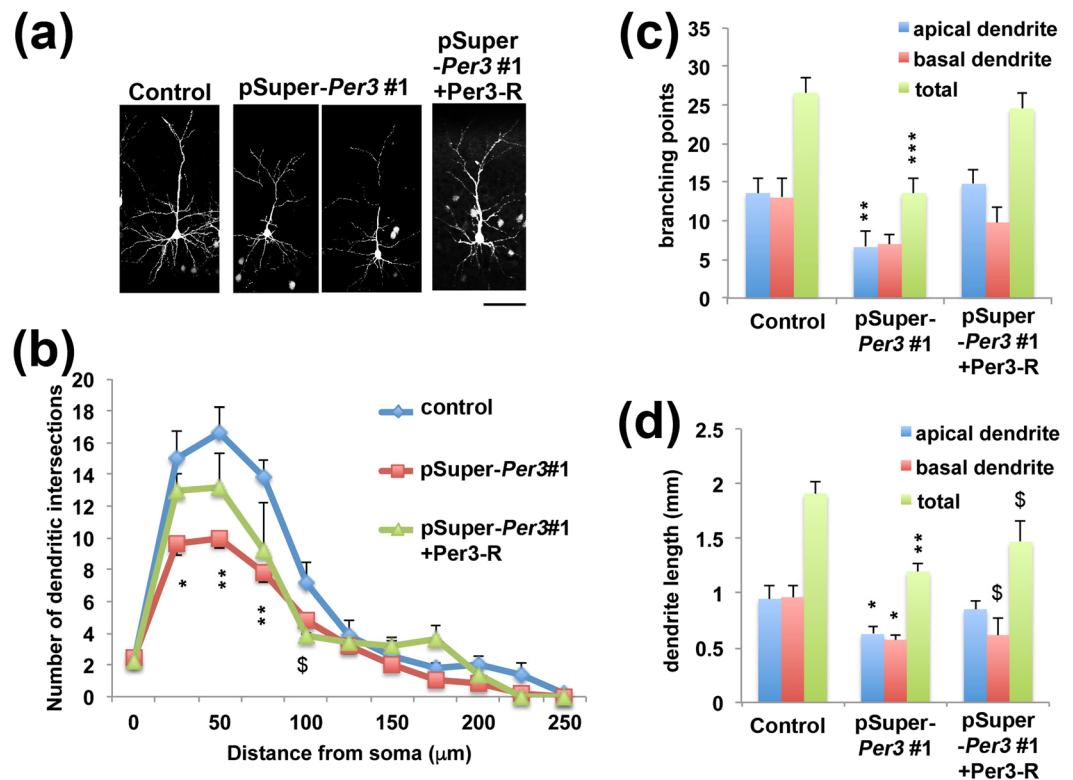 (a)
Control
pSuper-Per3 #1
pSuper
-Per3 #1
+Per3-R
(b)
Number of dendritic intersections
20
18
16
14
12
10
8
6
4
2
0
control
pSuper-Per3#1
pSuper-Per3#1
+Per3-R
*
**
**
$
0
50
100
150
200
250
Distance from soma (μm)
(c)
branching points
35
30
25
20
15
10
5
0
apical dendrite
basal dendrite
total
**
***
Control
pSuper-
Per3 #1
pSuper
-Per3 #1
+Per3-R
(d)
dendrite length (mm)
2.5
2
1.5
1
0.5
0
apical dendrite
basal dendrite
total
*
*
**
$
$
Control
pSuper-
Per3 #1
pSuper
-Per3 #1
+Per3-R